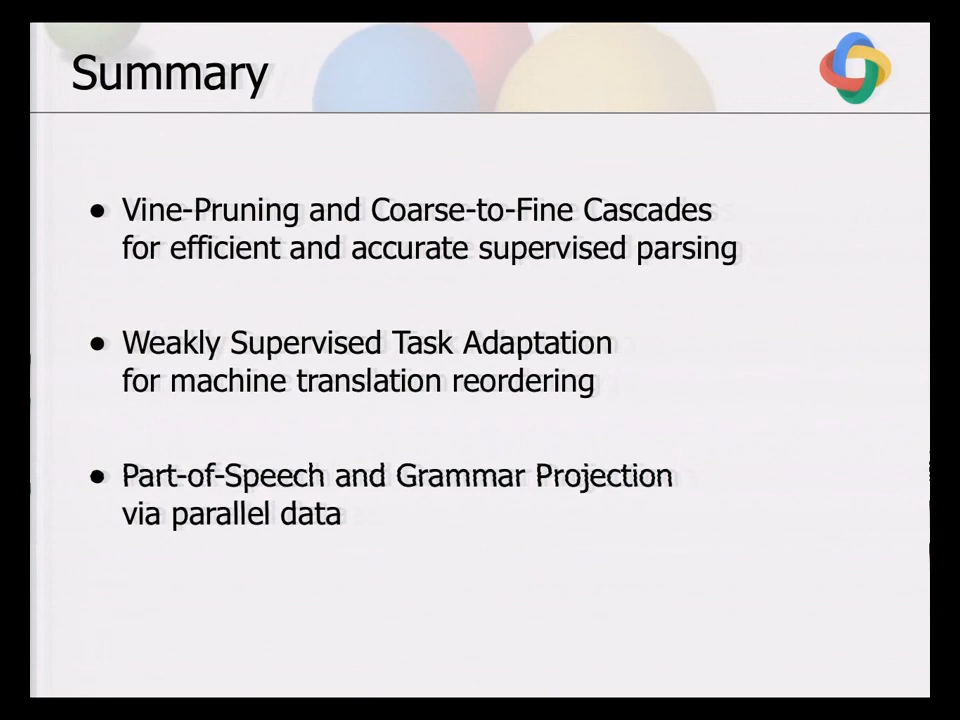 Summary
• Vine-Pruning and Coarse-to-Fine Cascades
for efficient and accurate supervised parsing
• Weakly Supervised Task Adaptation
for machine translation reordering
• Part-of-Speech and Grammar Projection
via parallel data